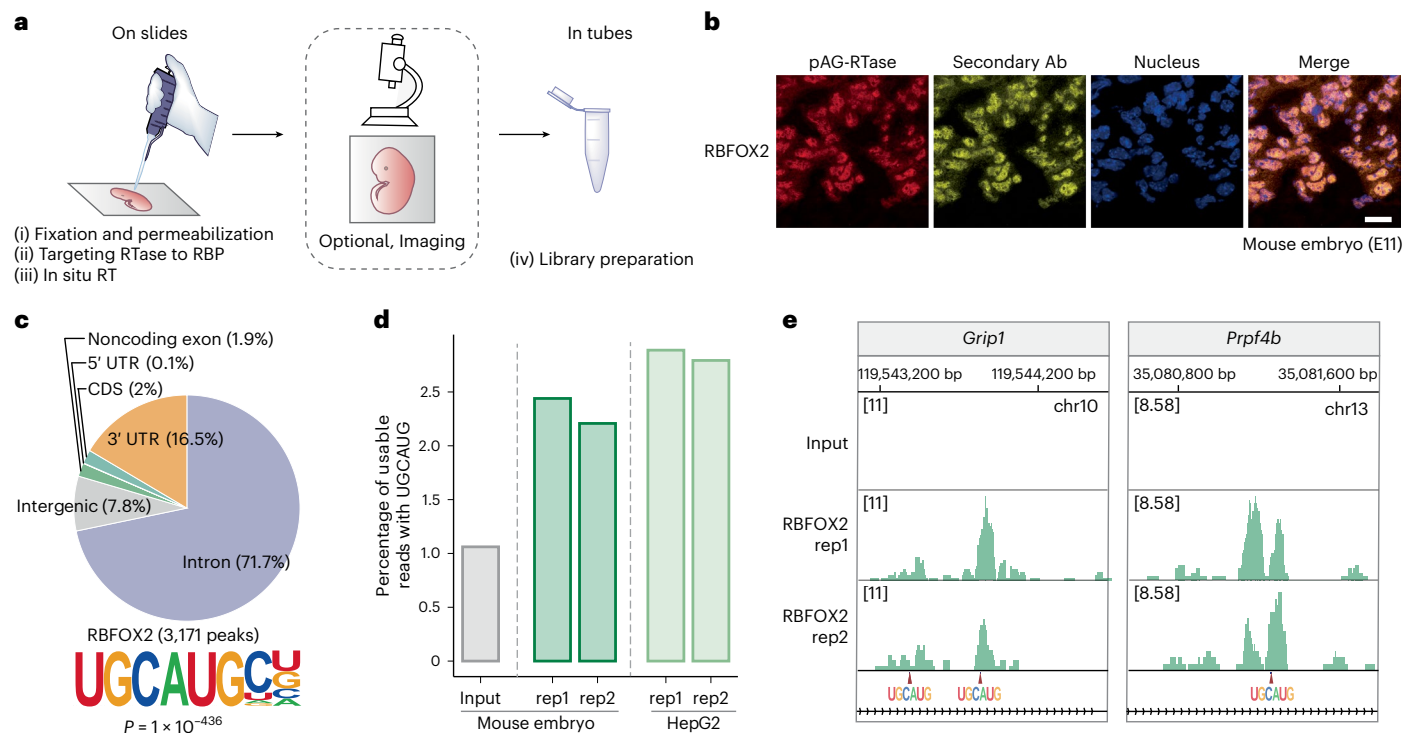 a
On slides
In tubes
(i) Fixation and permeabilization
(ii) Targeting RTase to RBP
(iii) In situ RT
Optional, Imaging
(iv) Library preparation
b
pAG-RTase
Secondary Ab
Nucleus
Merge
RBFOX2
Mouse embryo (E11)
c
Noncoding exon (1.9%)
5′ UTR (0.1%)
CDS (2%)
3′ UTR (16.5%)
Intergenic (7.8%)
Intron (71.7%)
RBFOX2 (3,171 peaks)
UGCAUGCU
G
U C
A A
P = 1 × 10−436
d
Percentage of usable
reads with UGCAUG
2.5
2.0
1.5
1.0
0.5
0
Input
rep1
rep2
rep1
rep2
Mouse embryo
HepG2
e
Grip1
Prpf4b
119,543,200 bp
119,544,200 bp
35,080,800 bp
35,081,600 bp
Input
[11]
chr10
[8.58]
chr13
RBFOX2
rep1
[11]
[8.58]
RBFOX2
rep2
[11]
[8.58]
UGCAUG
UGCAUG
UGCAUG